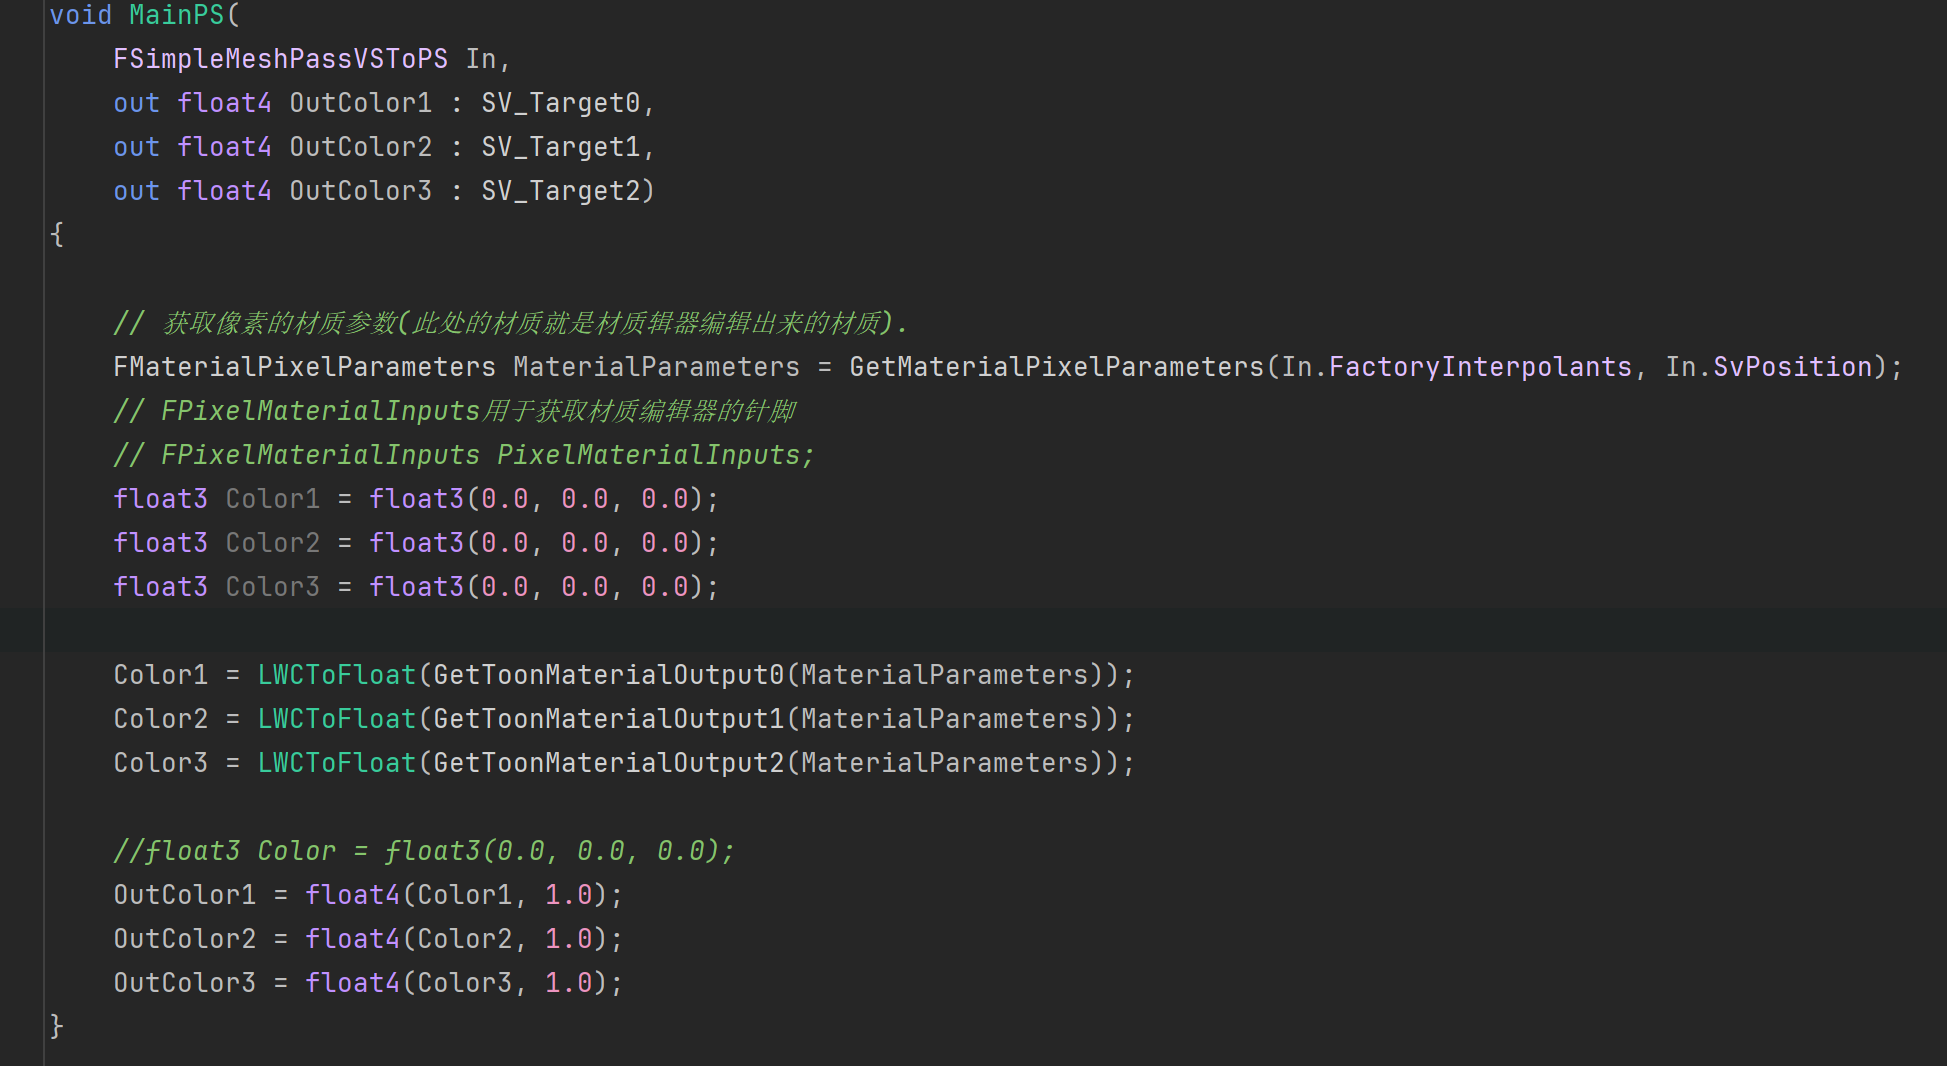 void MainPS(
    FSimpleMeshPassVSToPS In,
    out float4 OutColor1 : SV_Target0,
    out float4 OutColor2 : SV_Target1,
    out float4 OutColor3 : SV_Target2)
{
    // 获取像素的材质参数(此处的材质就是材质辑器编辑出来的材质).
    FMaterialPixelParameters MaterialParameters = GetMaterialPixelParameters(In.FactoryInterpolants, In.SvPosition);
    // FPixelMaterialInputs用于获取材质编辑器的针脚
    // FPixelMaterialInputs PixelMaterialInputs;
    float3 Color1 = float3(0.0, 0.0, 0.0);
    float3 Color2 = float3(0.0, 0.0, 0.0);
    float3 Color3 = float3(0.0, 0.0, 0.0);
    Color1 = LWCToFloat(GetToonMaterialOutput0(MaterialParameters));
    Color2 = LWCToFloat(GetToonMaterialOutput1(MaterialParameters));
    Color3 = LWCToFloat(GetToonMaterialOutput2(MaterialParameters));
    //float3 Color = float3(0.0, 0.0, 0.0);
    OutColor1 = float4(Color1, 1.0);
    OutColor2 = float4(Color2, 1.0);
    OutColor3 = float4(Color3, 1.0);
}